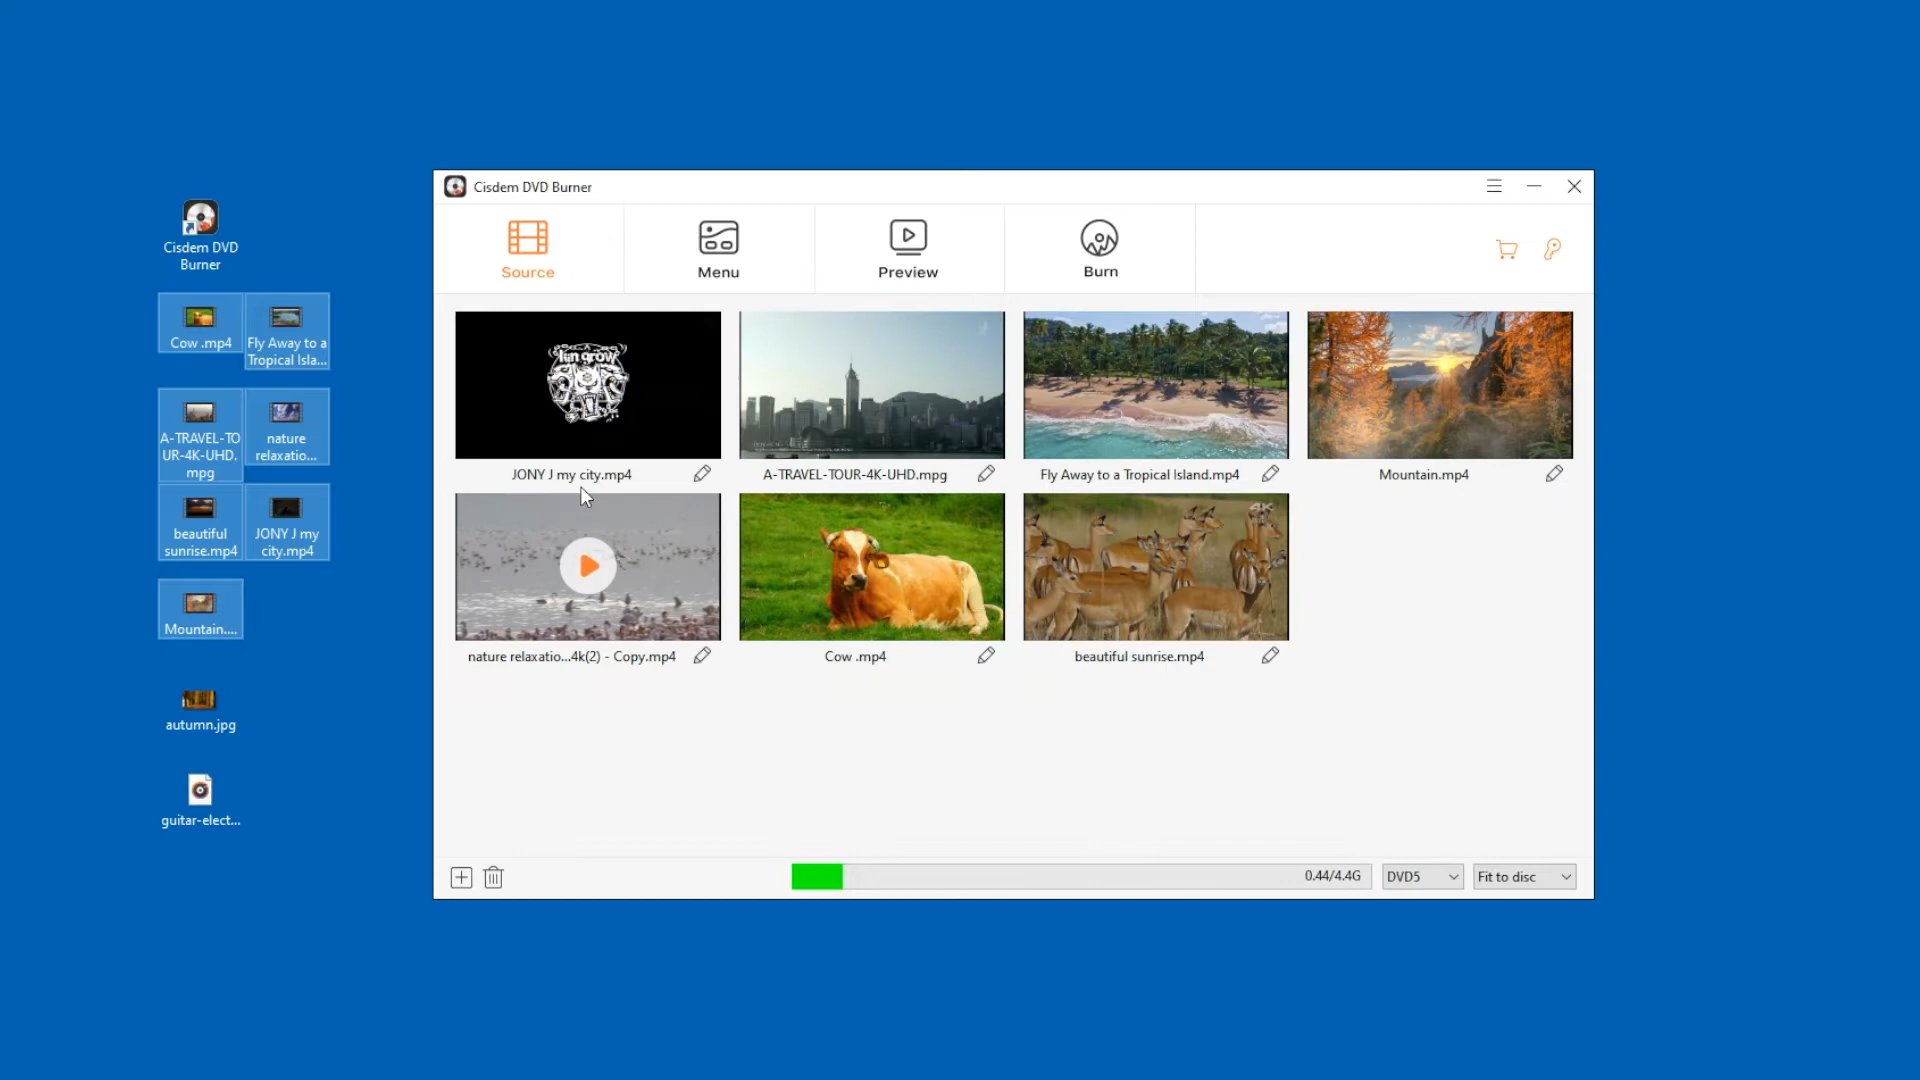 Cisdem DVD
Burner
Cow .mp4
Fly Away to a
Tropical Isla...
A-TRAVEL-TO
UR-4K-UHD.
mpg
nature
relaxatio...
beautiful
sunrise.mp4
JONY J my
city.mp4
Mountain....
autumn.jpg
guitar-elect...
Cisdem DVD Burner
Source
Menu
Preview
Burn
lin grow
JONY J my city.mp4
A-TRAVEL-TOUR-4K-UHD.mpg
Fly Away to a Tropical Island.mp4
Mountain.mp4
4K
nature relaxatio...4k(2) - Copy.mp4
Cow .mp4
beautiful sunrise.mp4
0.44/4.4G
DVD5
Fit to disc